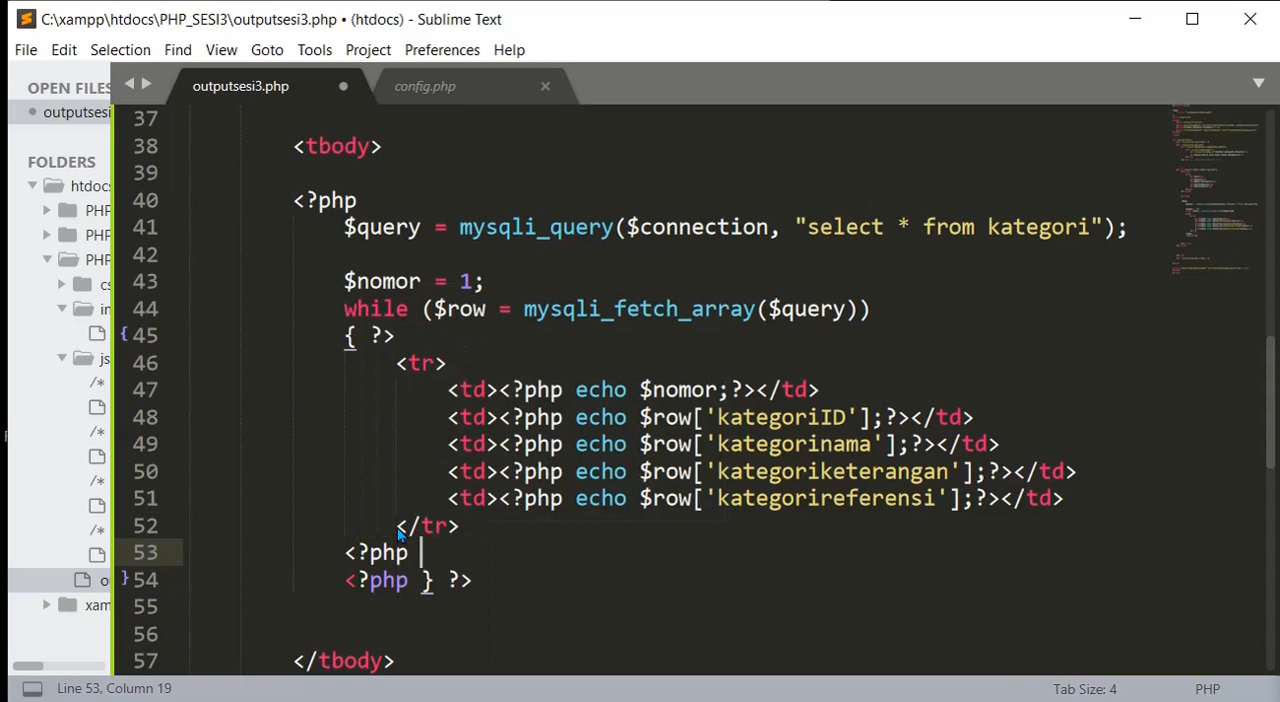 C:\xampp\htdocs\PHP_SESI3\outputsesi3.php • (htdocs) - Sublime Text
File Edit Selection Find View Goto Tools Project Preferences Help
OPEN FILES
outputsesi3.php
config.php
outputsesi
FOLDERS
htdocs
PHP
PHP
PHP
cs
in
js
/*
/*
/*
/*
xam
37
38 <tbody>
39
40 <?php
41 $query = mysqli_query($connection, "select * from kategori");
42
43 $nomor = 1;
44 while ($row = mysqli_fetch_array($query))
45 { ?>
46 <tr>
47 <td><?php echo $nomor;?></td>
48 <td><?php echo $row['kategoriID'];?></td>
49 <td><?php echo $row['kategorinama'];?></td>
50 <td><?php echo $row['kategoriketerangan'];?></td>
51 <td><?php echo $row['kategorireferensi'];?></td>
52 </tr>
53 <?php
54 <?php } ?>
55
56
57 </tbody>
Line 53, Column 19
Tab Size: 4
PHP